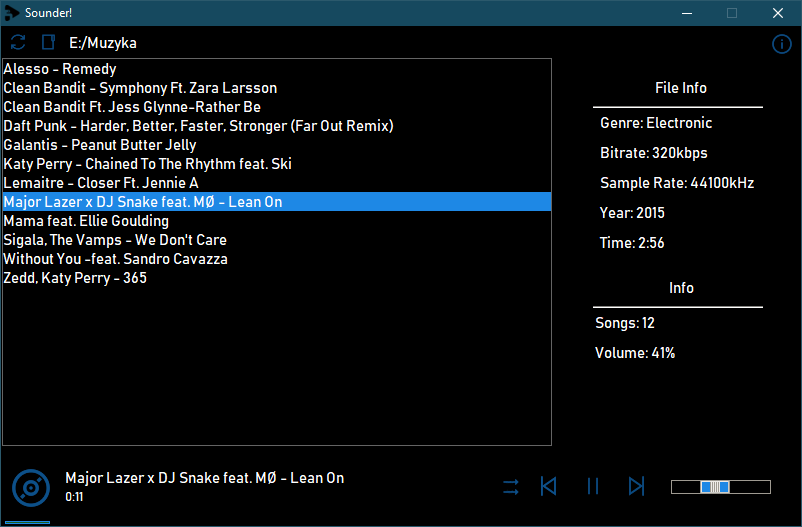 Sounder!
E:/Muzyka
Alesso - Remedy
Clean Bandit - Symphony Ft. Zara Larsson
Clean Bandit Ft. Jess Glynne-Rather Be
Daft Punk - Harder, Better, Faster, Stronger (Far Out Remix)
Galantis - Peanut Butter Jelly
Katy Perry - Chained To The Rhythm feat. Ski
Lemaitre - Closer Ft. Jennie A
Major Lazer x DJ Snake feat. MØ - Lean On
Mama feat. Ellie Goulding
Sigala, The Vamps - We Don't Care
Without You -feat. Sandro Cavazza
Zedd, Katy Perry - 365
File Info
Genre: Electronic
Bitrate: 320kbps
Sample Rate: 44100kHz
Year: 2015
Time: 2:56
Info
Songs: 12
Volume: 41%
Major Lazer x DJ Snake feat. MØ - Lean On
0:11